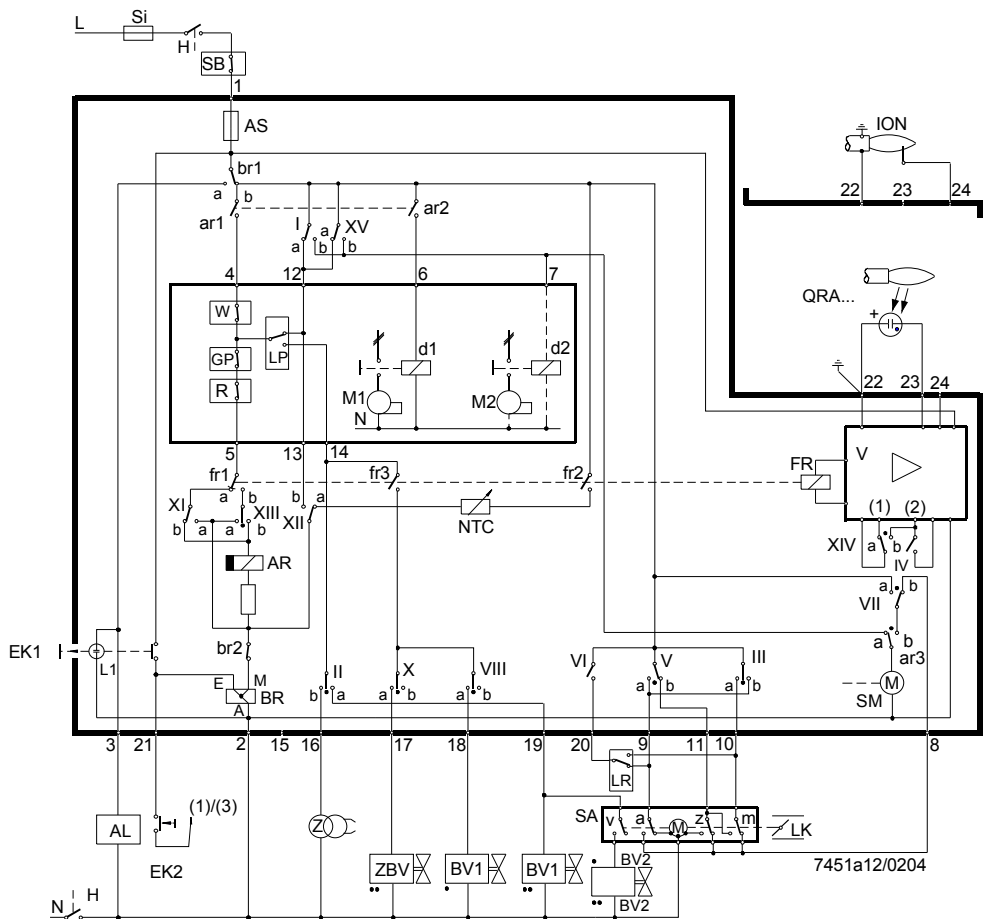 L Si
H
SB
1
AS
ION
br1
a b
22 23 24
ar1 ar2
I XV
a a
b b
4 12 6 7
QRA...
+
W
LP
GP
d1 d2
R
M1 M2
N
22 23 24
5 13 14
V
FR
fr1 fr3 fr2
a b b a
XI XIII XII
b a a b
NTC
(1) (2)
XIV a b
IV
AR
a b
VII
EK1 L1
br2
a b
ar3
E M
BR
A
II X VIII VI V III
b a a b a b a b a b
M
SM
3 21 2 15 16 17 18 19 20 9 11 10 8
LR
(1)/(3)
SA v a M z m
LK
AL
Z
EK2
ZBV BV1 BV1 BV2
BV2
7451a12/0204
N H